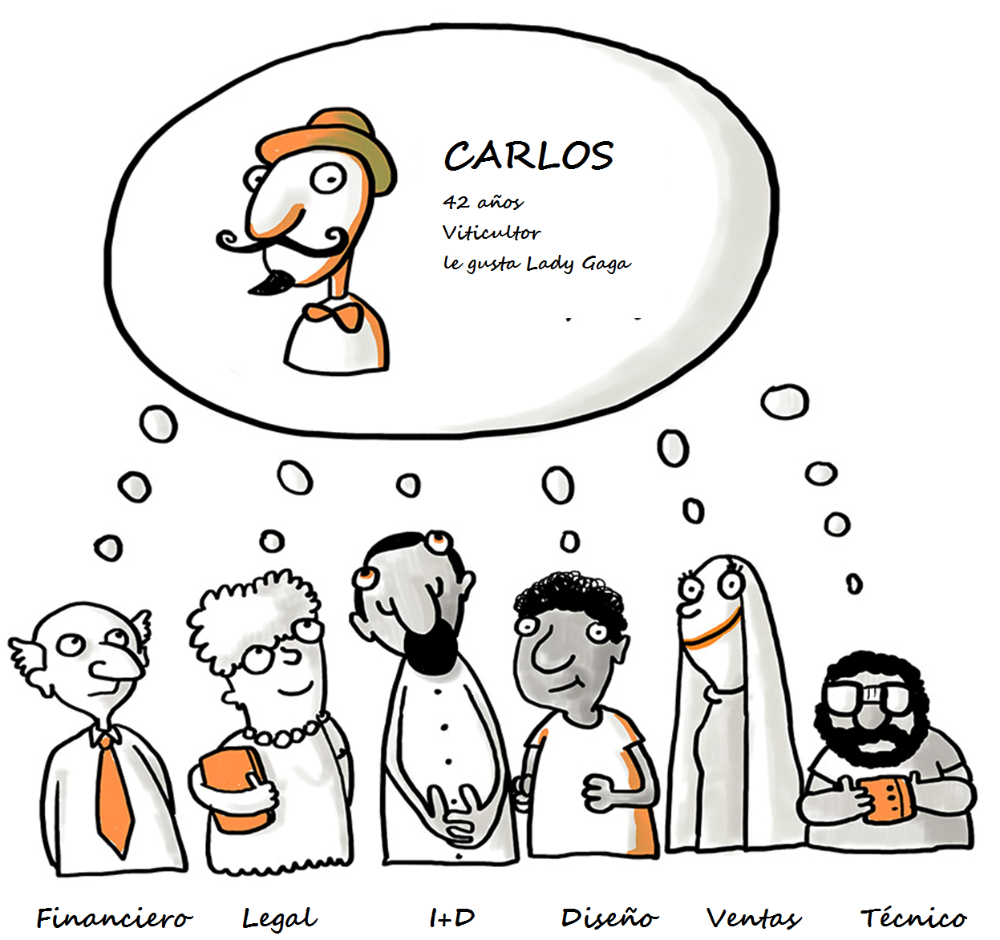 CARLOS
42 años
Viticultor
le gusta Lady Gaga
Financiero Legal I+D Diseño Ventas Técnico